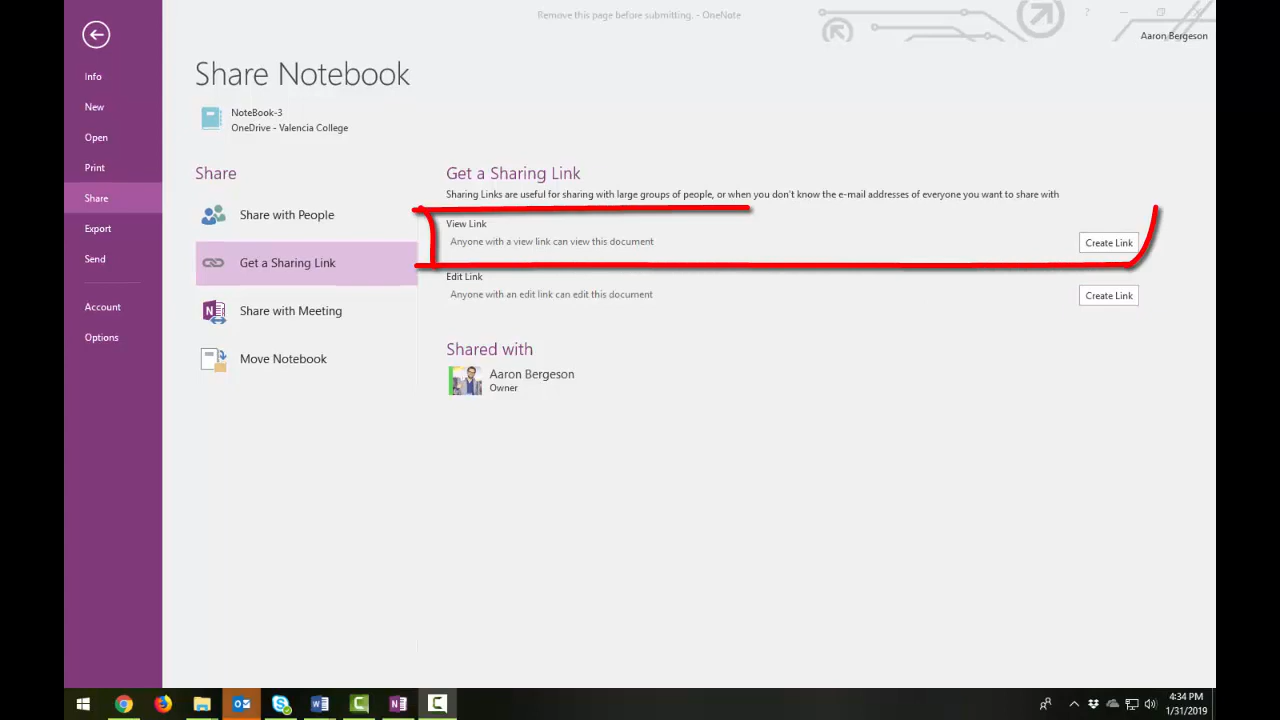 Remove this page before submitting. - OneNote
?
Aaron Bergeson
Info
New
Open
Print
Share
Export
Send
Account
Options
Share Notebook
NoteBook-3
OneDrive - Valencia College
Share
Share with People
Get a Sharing Link
Share with Meeting
Move Notebook
Get a Sharing Link
Sharing Links are useful for sharing with large groups of people, or when you don't know the e-mail addresses of everyone you want to share with
View Link
Anyone with a view link can view this document
Create Link
Edit Link
Anyone with an edit link can edit this document
Create Link
Shared with
Aaron Bergeson
Owner
4:34 PM
1/31/2019